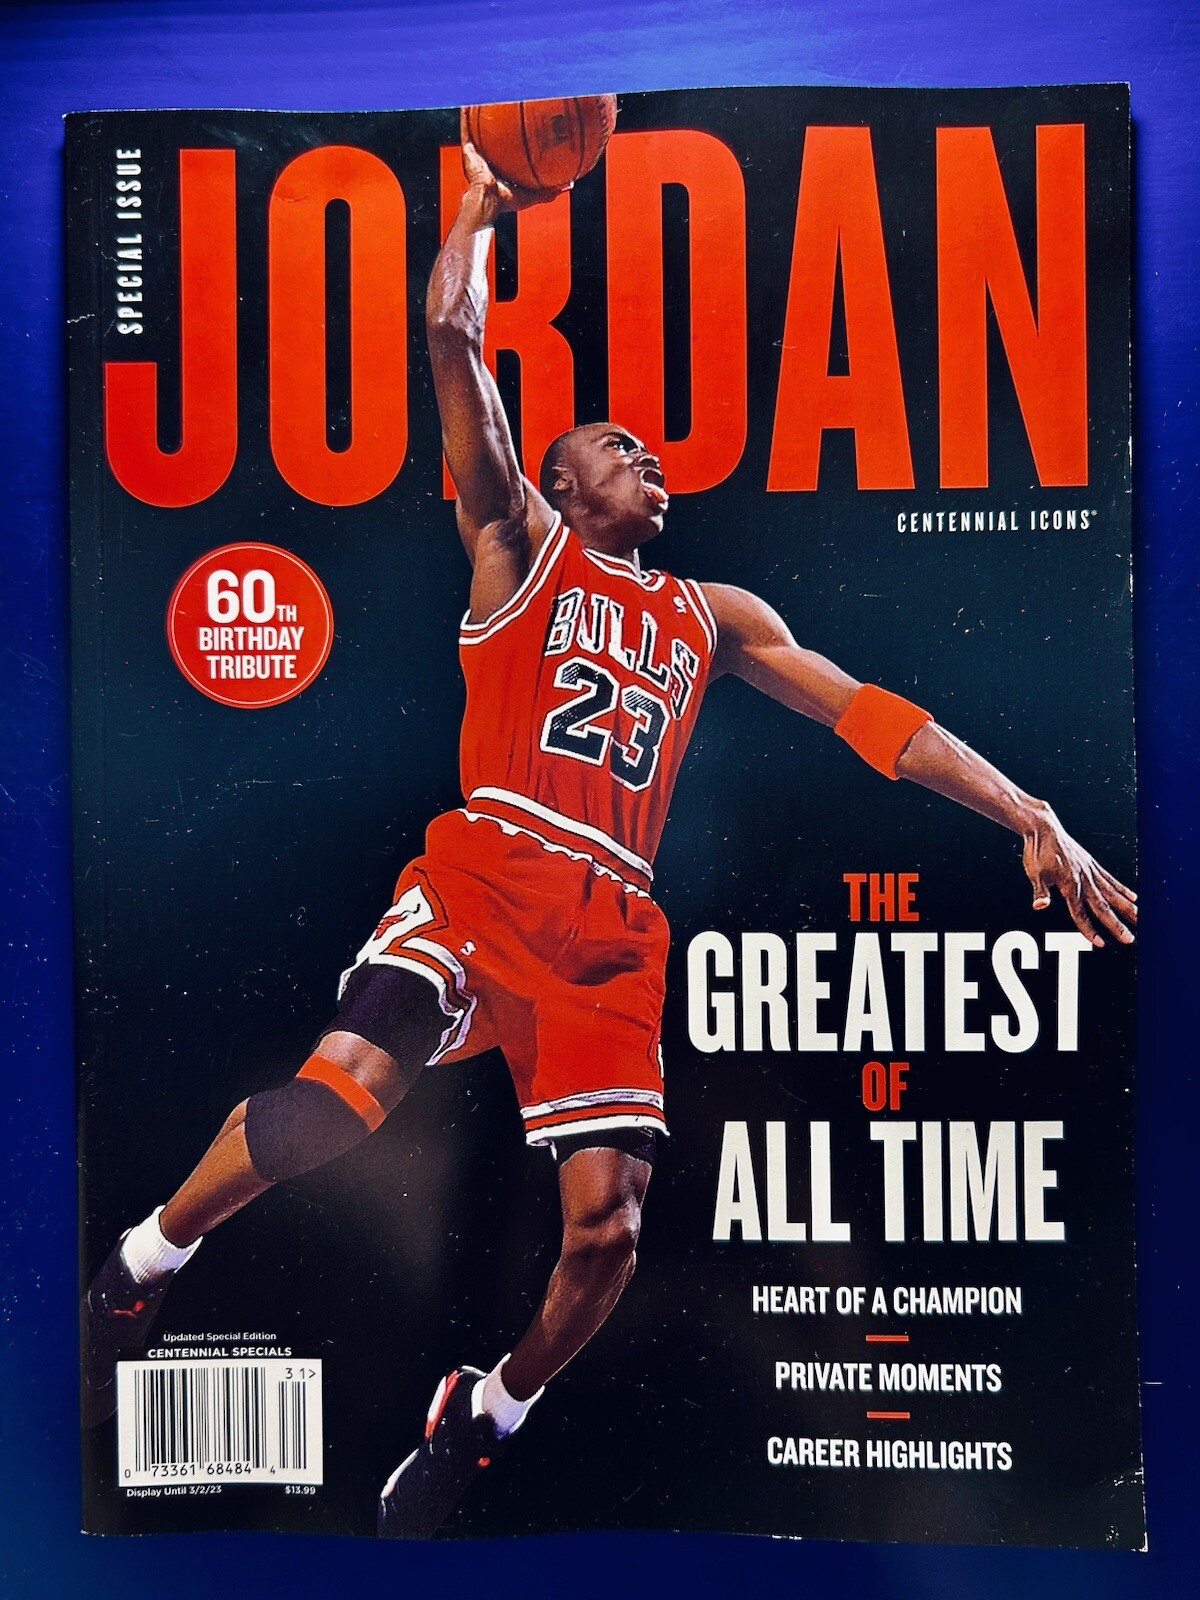 SPECIAL ISSUE
JORDAN
CENTENNIAL ICONS®
60TH
BIRTHDAY
TRIBUTE
BULLS
23
THE
GREATEST
OF
ALL TIME
HEART OF A CHAMPION
PRIVATE MOMENTS
CAREER HIGHLIGHTS
Updated Special Edition
CENTENNIAL SPECIALS
31>
0 73361 68484 4
Display Until 3/2/23 $13.99